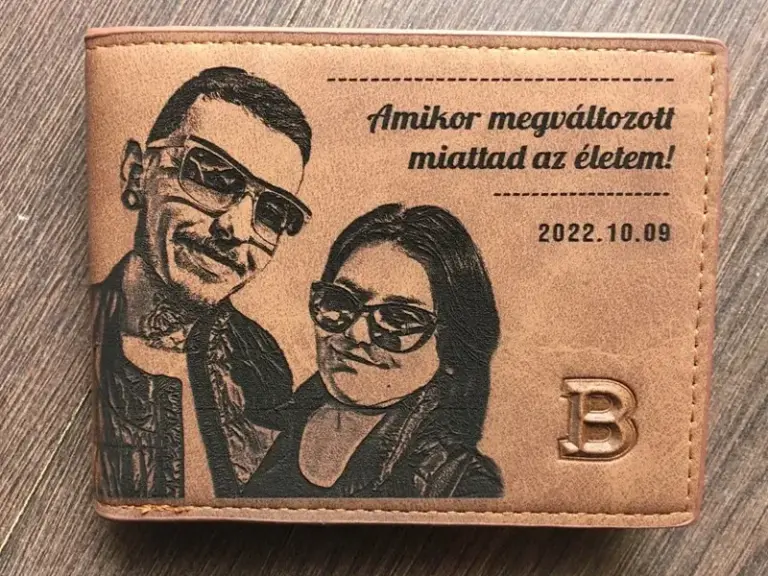 Amikor megváltozott
miattad az életem!
2022.10.09
B